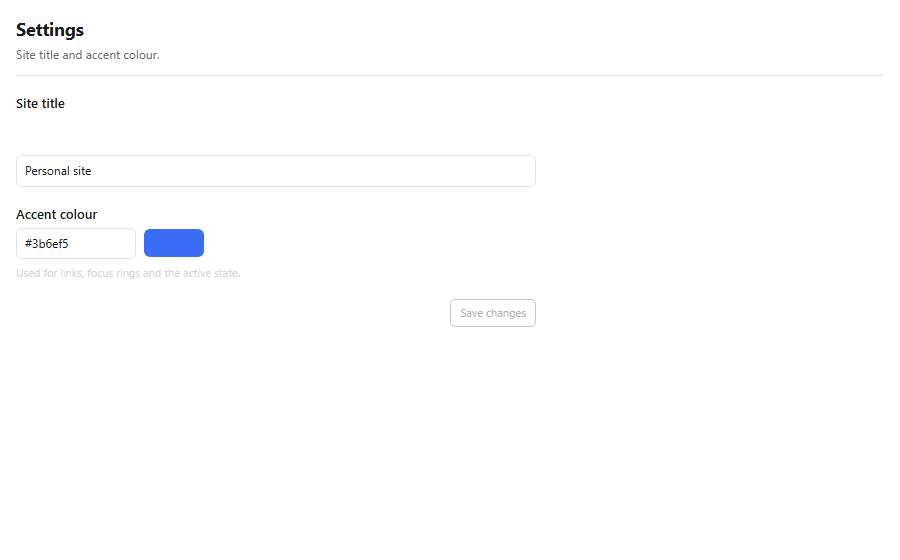 Settings
Site title and accent colour.
Site title
Personal site
Accent colour
#3b6ef5
Used for links, focus rings and the active state.
Save changes